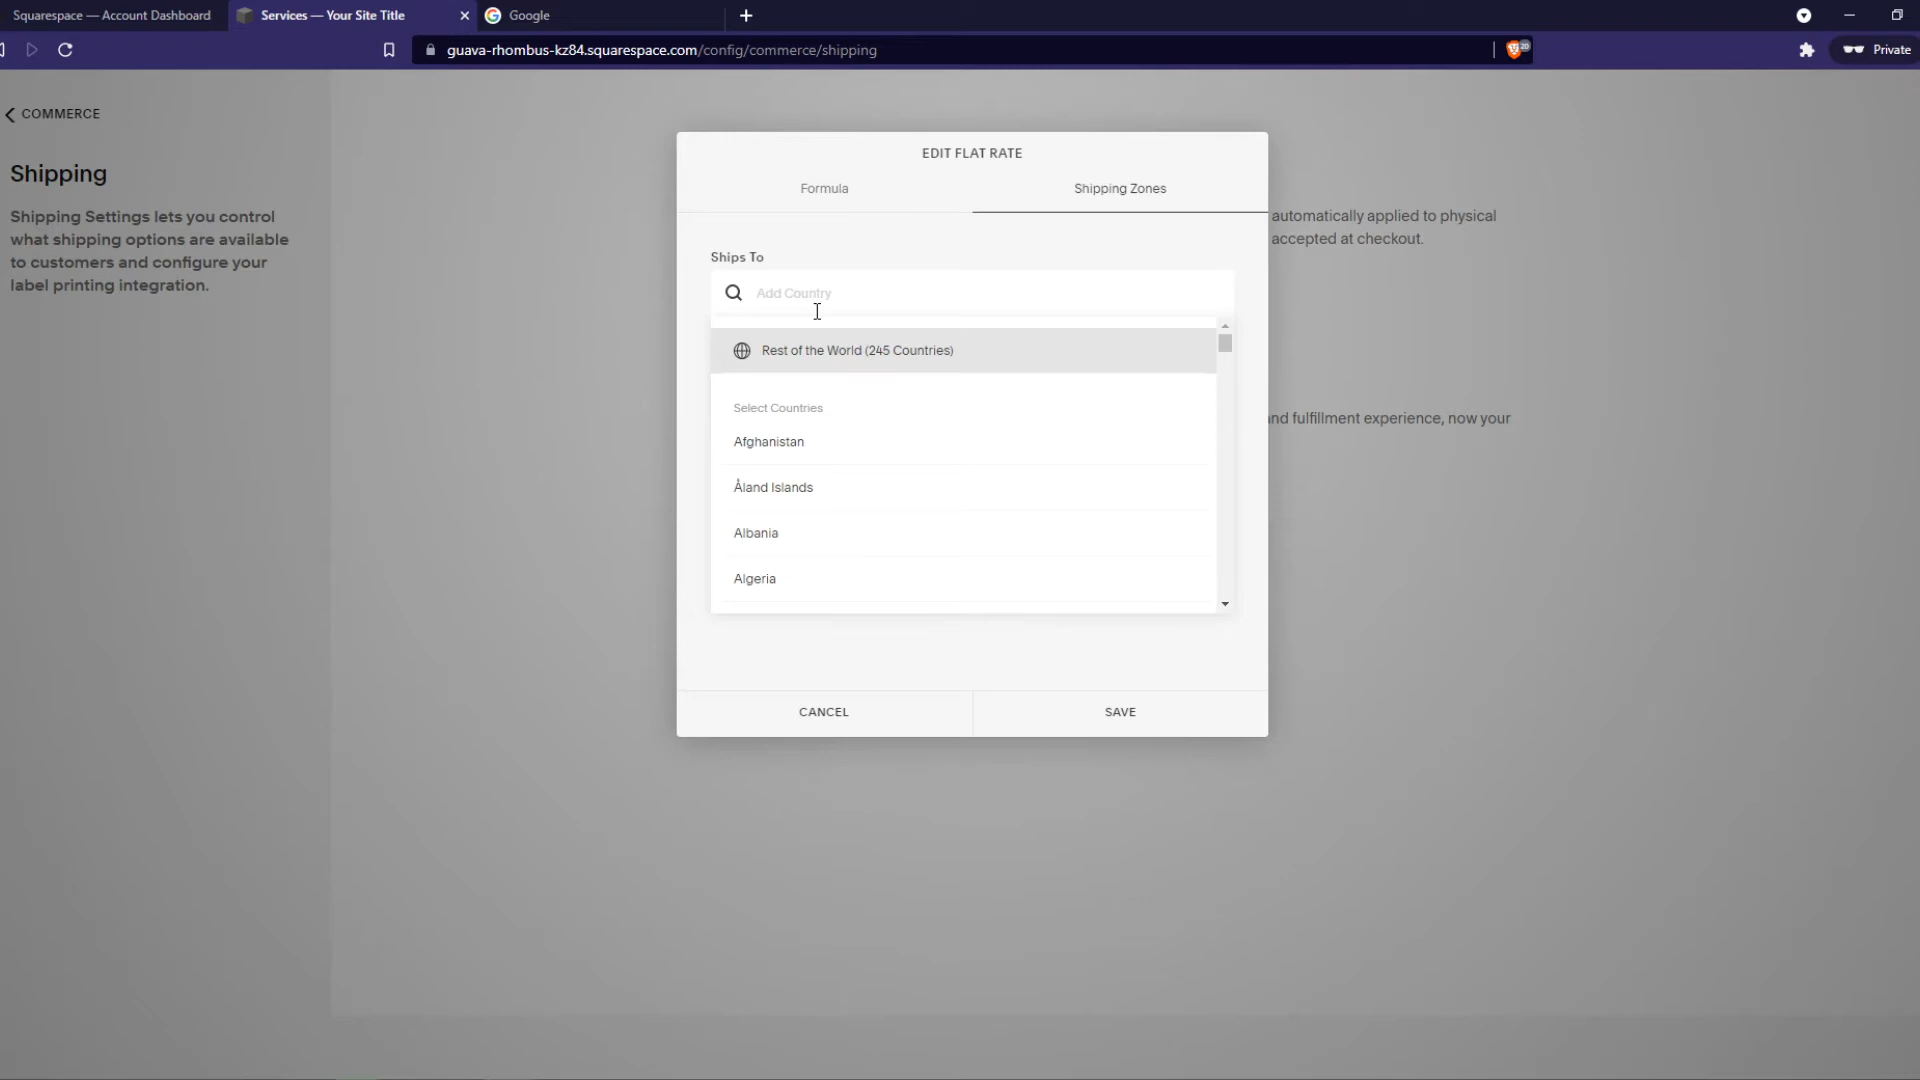 Squarespace — Account Dashboard
Services — Your Site Title
Google
guava-rhombus-kz84.squarespace.com/config/commerce/shipping
20
Private
COMMERCE
Shipping
Shipping Settings lets you control
what shipping options are available
to customers and configure your
label printing integration.
EDIT FLAT RATE
Formula
Shipping Zones
automatically applied to physical
accepted at checkout.
Ships To
Add Country
Rest of the World (245 Countries)
Select Countries
Afghanistan
and fulfillment experience, now your
Åland Islands
Albania
Algeria
CANCEL
SAVE